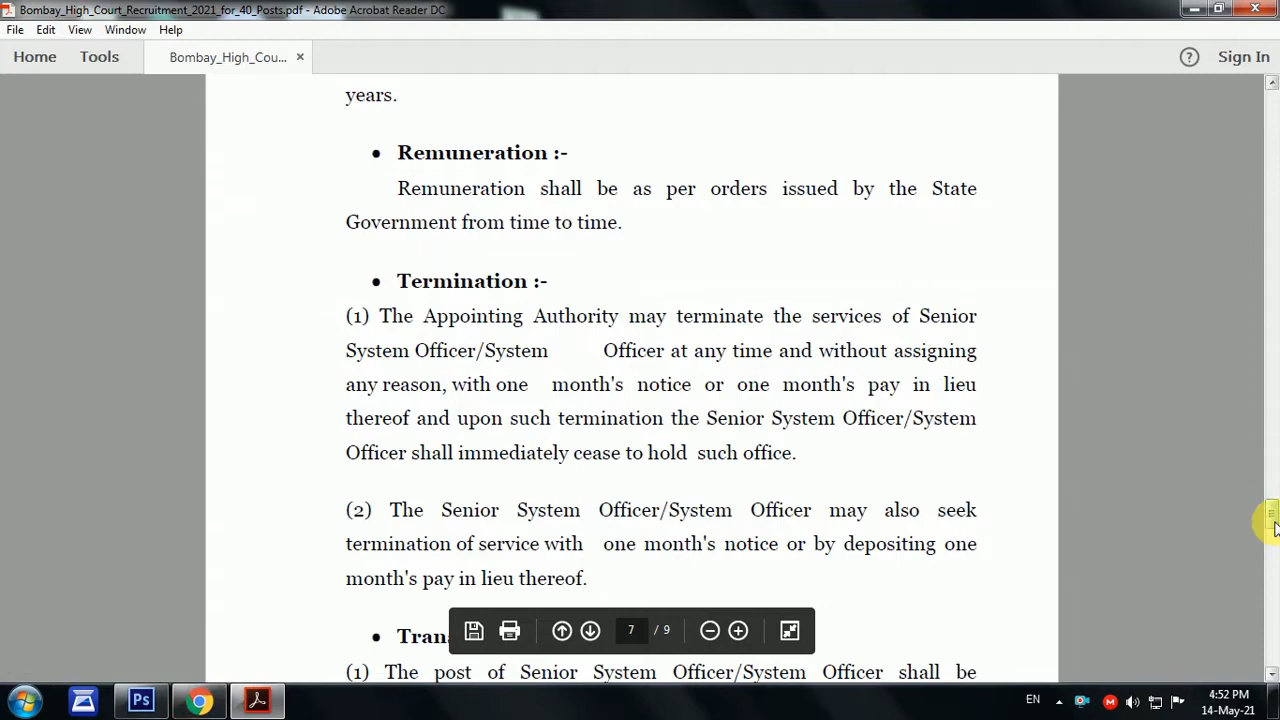 Bombay_High_Court_Recruitment_2021_for_40_Posts.pdf - Adobe Acrobat Reader DC
File Edit View Window Help
Home Tools Bombay_High_Cou... × ? Sign In
years.
• Remuneration :-
Remuneration shall be as per orders issued by the State
Government from time to time.
• Termination :-
(1) The Appointing Authority may terminate the services of Senior
System Officer/System Officer at any time and without assigning
any reason, with one month's notice or one month's pay in lieu
thereof and upon such termination the Senior System Officer/System
Officer shall immediately cease to hold such office.
(2) The Senior System Officer/System Officer may also seek
termination of service with one month's notice or by depositing one
month's pay in lieu thereof.
7 / 9
• Tran
(1) The post of Senior System Officer/System Officer shall be
Ps EN M 4:52 PM
14-May-21